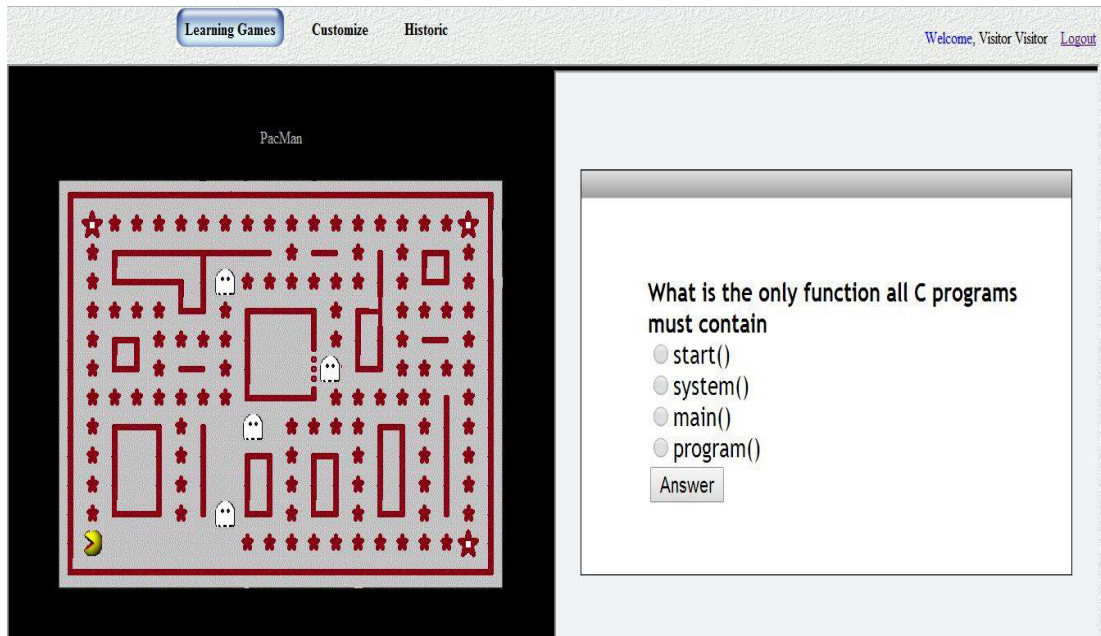 Learning Games Customize Historic
Welcome, Visitor Visitor Logout
PacMan
What is the only function all C programs
must contain
start()
system()
main()
program()
Answer